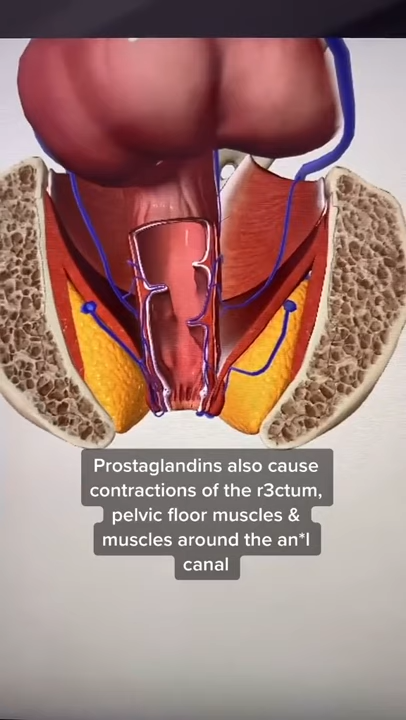 Prostaglandins also cause
contractions of the r3ctum,
pelvic floor muscles &
muscles around the an*l
canal